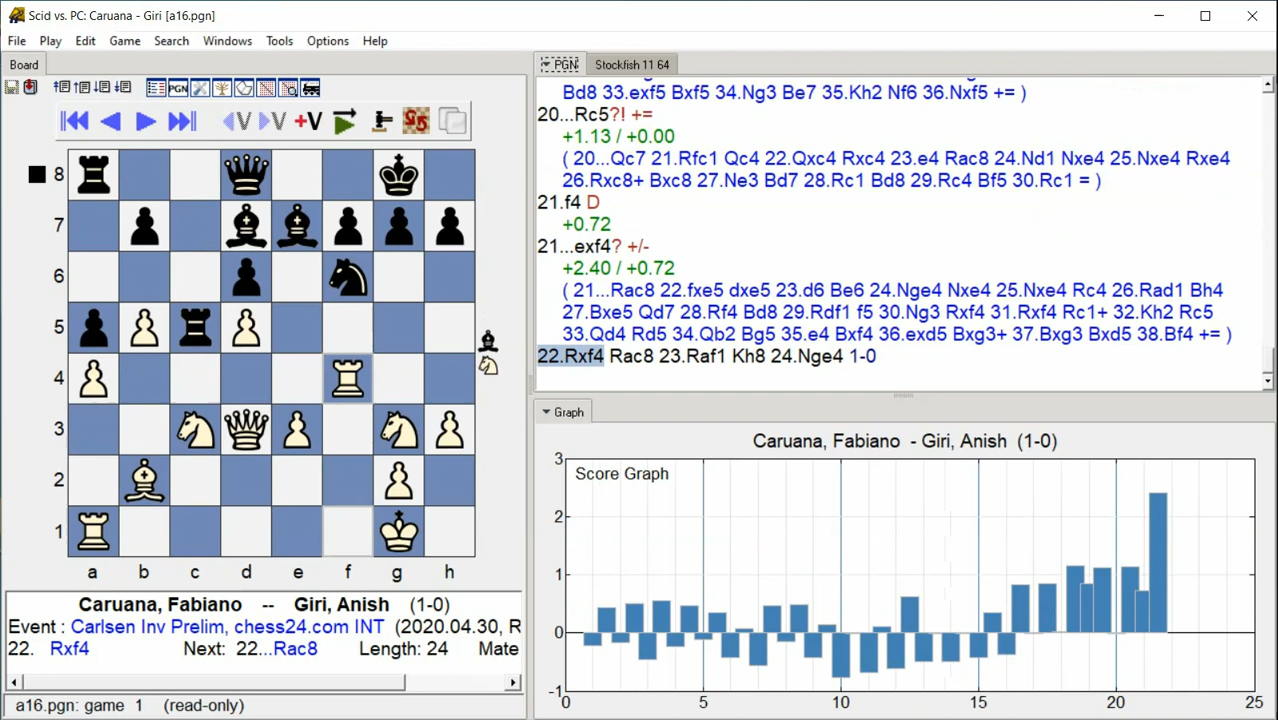 Scid vs. PC: Caruana - Giri [a16.pgn]
File Play Edit Game Search Windows Tools Options Help
Board
PGN
+V
8
7
6
5
4
3
2
1
a b c d e f g h
Caruana, Fabiano -- Giri, Anish (1-0)
Event : Carlsen Inv Prelim, chess24.com INT (2020.04.30, R
22. Rxf4 Next: 22...Rac8 Length: 24 Mate
a16.pgn: game 1 (read-only)
PGN Stockfish 11 64
Bd8 33.exf5 Bxf5 34.Ng3 Be7 35.Kh2 Nf6 36.Nxf5 += )
20...Rc5?! +=
+1.13 / +0.00
( 20...Qc7 21.Rfc1 Qc4 22.Qxc4 Rxc4 23.e4 Rac8 24.Nd1 Nxe4 25.Nxe4 Rxe4
26.Rxc8+ Bxc8 27.Ne3 Bd7 28.Rc1 Bd8 29.Rc4 Bf5 30.Rc1 = )
21.f4 D
+0.72
21...exf4? +/-
+2.40 / +0.72
( 21...Rac8 22.fxe5 dxe5 23.d6 Be6 24.Nge4 Nxe4 25.Nxe4 Rc4 26.Rad1 Bh4
27.Bxe5 Qd7 28.Rf4 Bd8 29.Rdf1 f5 30.Ng3 Rxf4 31.Rxf4 Rc1+ 32.Kh2 Rc5
33.Qd4 Rd5 34.Qb2 Bg5 35.e4 Bxf4 36.exd5 Bxg3+ 37.Bxg3 Bxd5 38.Bf4 += )
22.Rxf4 Rac8 23.Raf1 Kh8 24.Nge4 1-0
Graph
Caruana, Fabiano - Giri, Anish (1-0)
Score Graph
3
2
1
0
-1
0 5 10 15 20 25